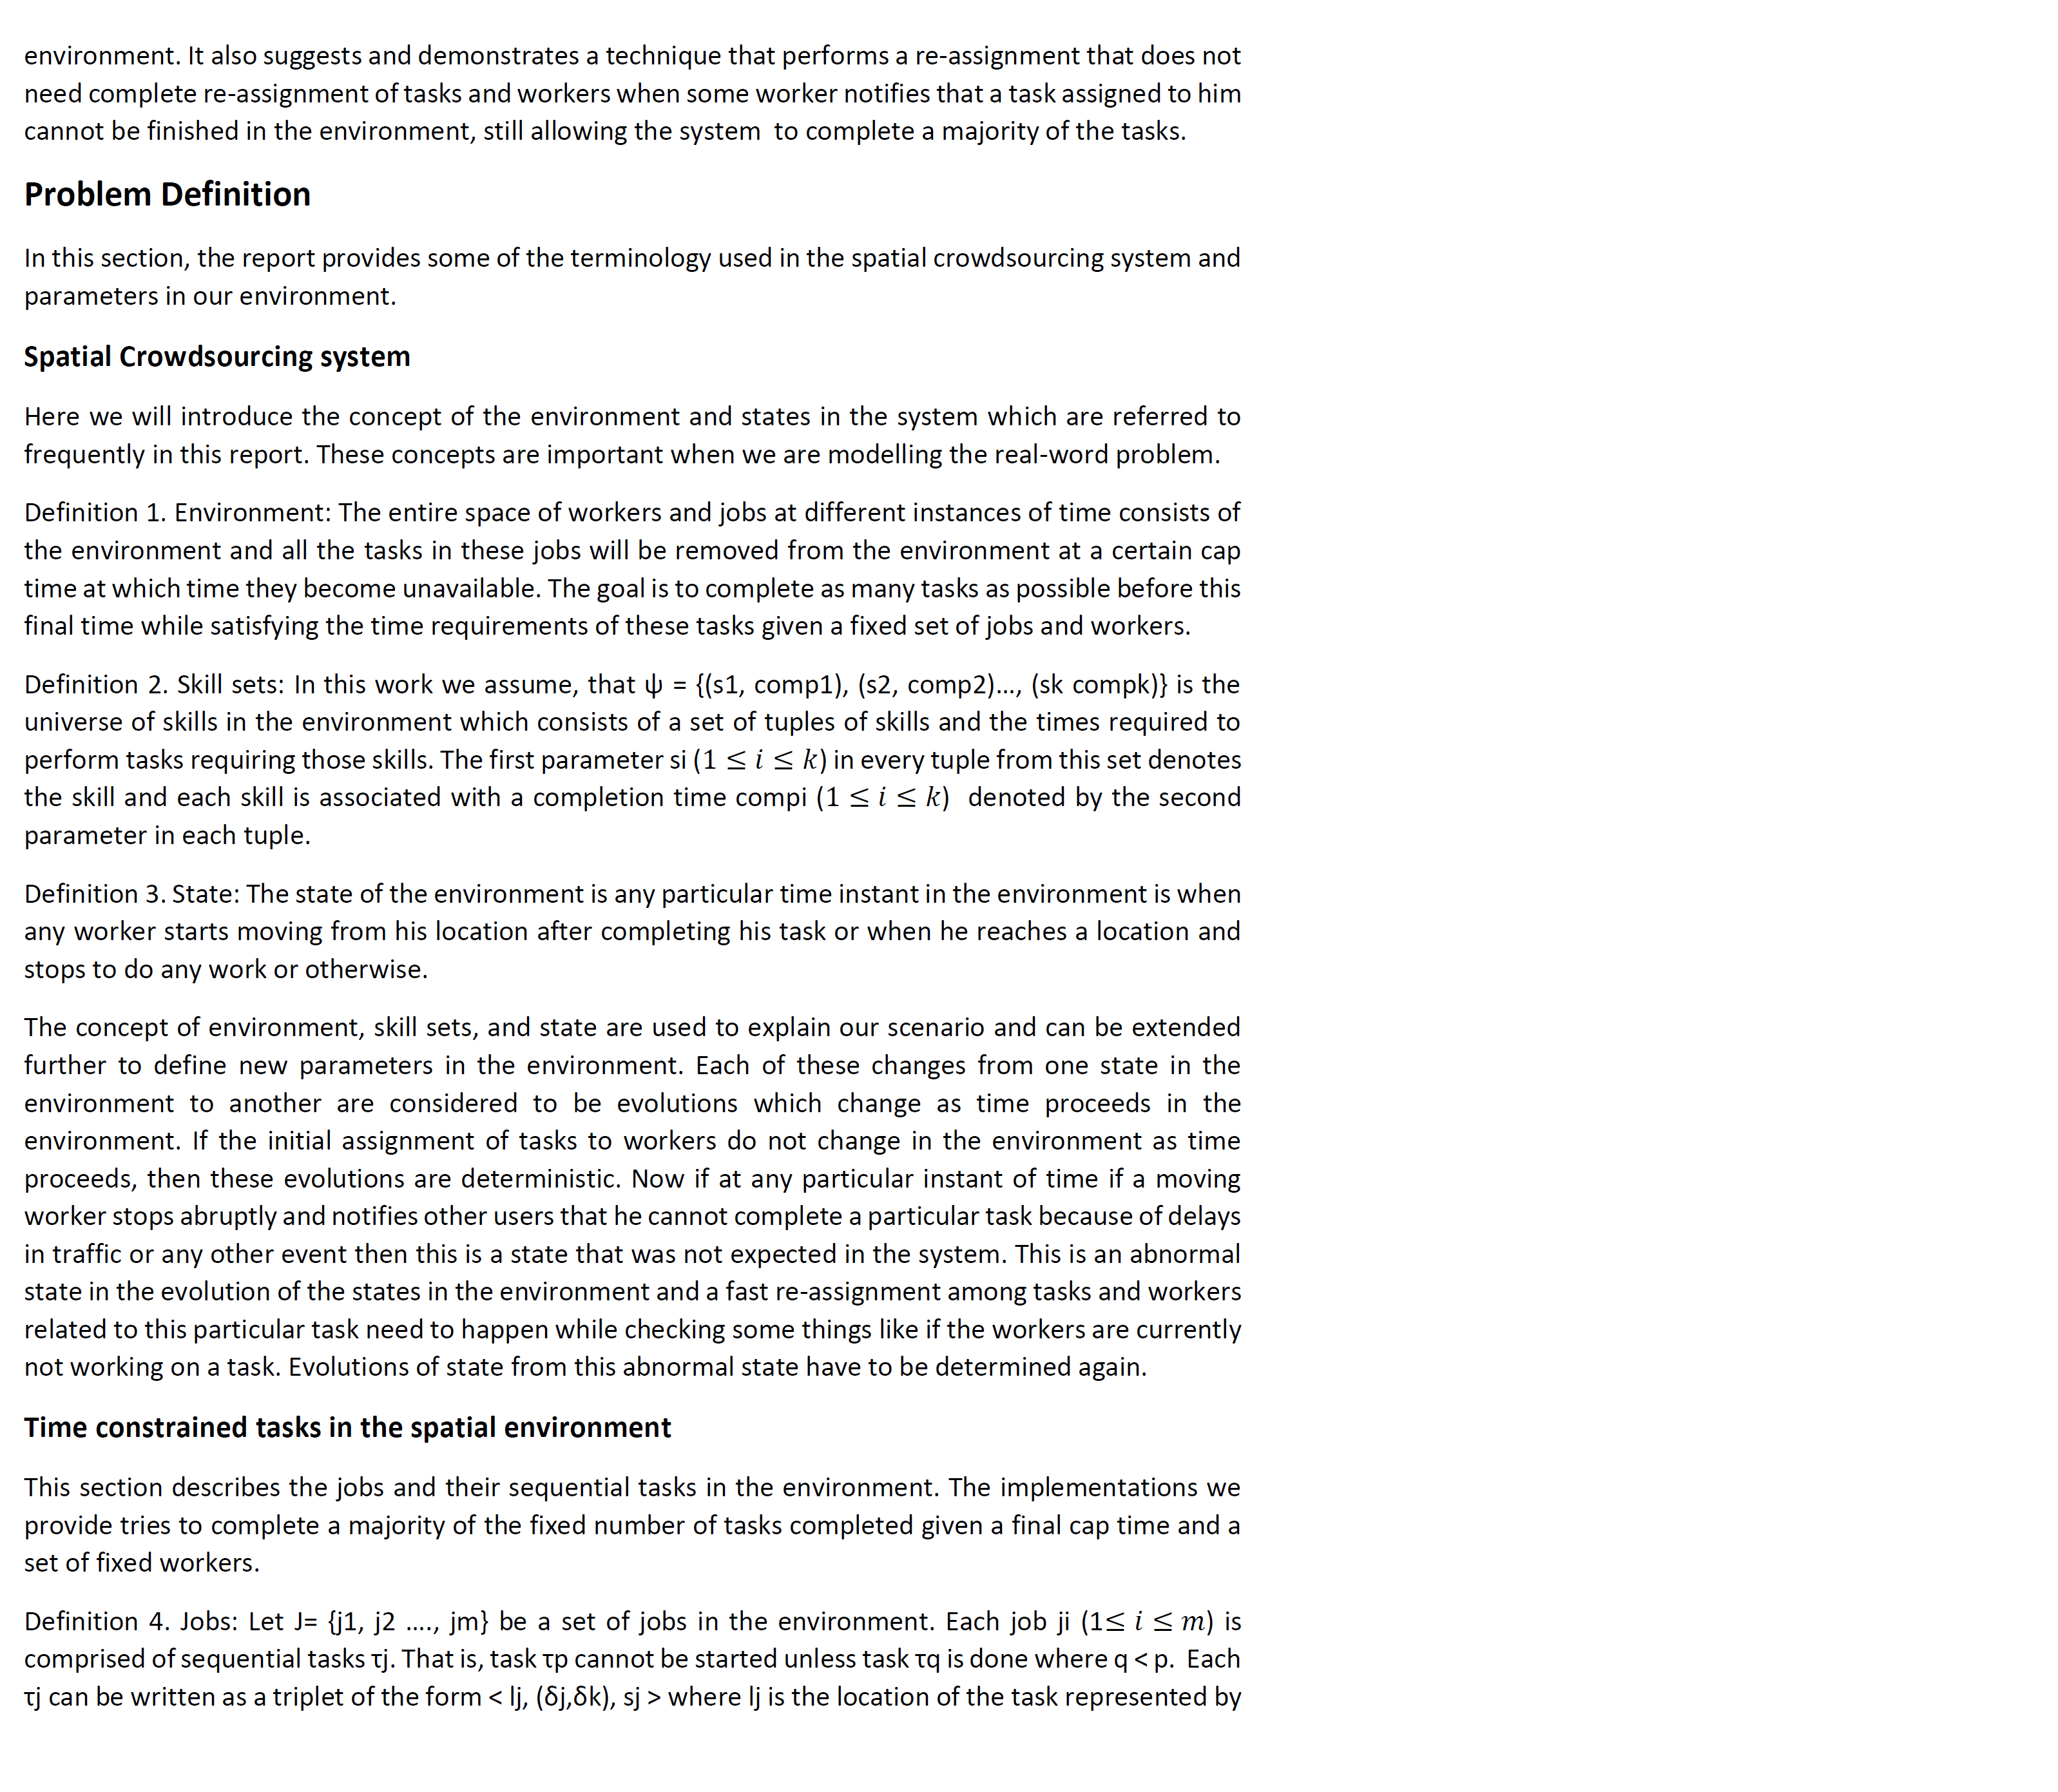 environment. It also suggests and demonstrates a technique that performs a re-assignment that does not
need complete re-assignment of tasks and workers when some worker notifies that a task assigned to him
cannot be finished in the environment, still allowing the system  to complete a majority of the tasks.
Problem Definition
In this section, the report provides some of the terminology used in the spatial crowdsourcing system and
parameters in our environment.
Spatial Crowdsourcing system
Here we will introduce the concept of the environment and states in the system which are referred to
frequently in this report. These concepts are important when we are modelling the real-word problem.
Definition 1. Environment: The entire space of workers and jobs at different instances of time consists of
the environment and all the tasks in these jobs will be removed from the environment at a certain cap
time at which time they become unavailable. The goal is to complete as many tasks as possible before this
final time while satisfying the time requirements of these tasks given a fixed set of jobs and workers.
Definition 2. Skill sets: In this work we assume, that ψ = {(s1, comp1), (s2, comp2)…, (sk compk)} is the
universe of skills in the environment which consists of a set of tuples of skills and the times required to
perform tasks requiring those skills. The first parameter si (1 ≤ i ≤ k) in every tuple from this set denotes
the skill and each skill is associated with a completion time compi (1 ≤ i ≤ k)  denoted by the second
parameter in each tuple.
Definition 3. State: The state of the environment is any particular time instant in the environment is when
any worker starts moving from his location after completing his task or when he reaches a location and
stops to do any work or otherwise.
The concept of environment, skill sets, and state are used to explain our scenario and can be extended
further to define new parameters in the environment. Each of these changes from one state in the
environment to another are considered to be evolutions which change as time proceeds in the
environment. If the initial assignment of tasks to workers do not change in the environment as time
proceeds, then these evolutions are deterministic. Now if at any particular instant of time if a moving
worker stops abruptly and notifies other users that he cannot complete a particular task because of delays
in traffic or any other event then this is a state that was not expected in the system. This is an abnormal
state in the evolution of the states in the environment and a fast re-assignment among tasks and workers
related to this particular task need to happen while checking some things like if the workers are currently
not working on a task. Evolutions of state from this abnormal state have to be determined again.
Time constrained tasks in the spatial environment
This section describes the jobs and their sequential tasks in the environment. The implementations we
provide tries to complete a majority of the fixed number of tasks completed given a final cap time and a
set of fixed workers.
Definition 4. Jobs: Let J= {j1, j2 …., jm} be a set of jobs in the environment. Each job ji (1≤ i ≤ m) is
comprised of sequential tasks τj. That is, task τp cannot be started unless task τq is done where q < p.  Each
τj can be written as a triplet of the form < lj, (δj,δk), sj > where lj is the location of the task represented by